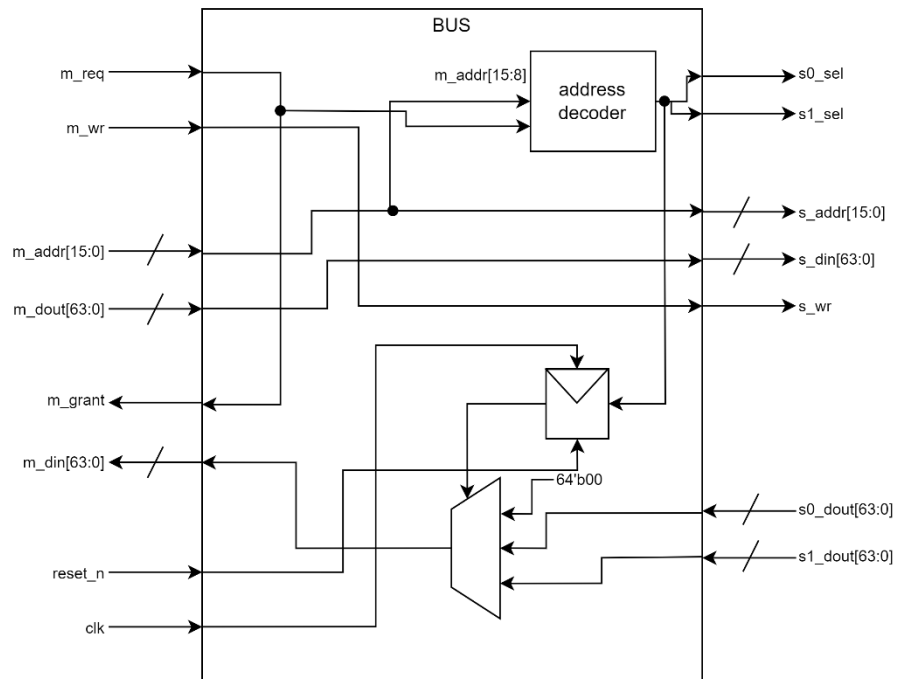 BUS
m_req
m_addr[15:8]
address
decoder
s0_sel
s1_sel
m_wr
s_addr[15:0]
m_addr[15:0]
s_din[63:0]
m_dout[63:0]
s_wr
m_grant
m_din[63:0]
64'b00
s0_dout[63:0]
s1_dout[63:0]
reset_n
clk